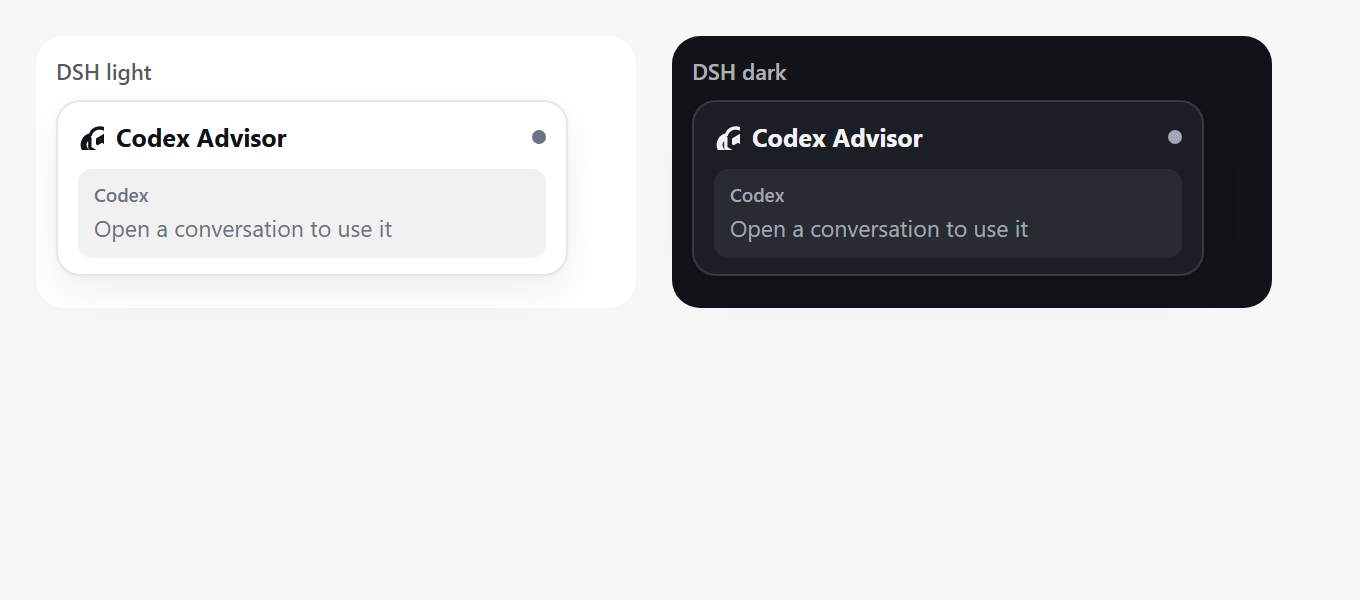 DSH light
Codex Advisor
Codex
Open a conversation to use it
DSH dark
Codex Advisor
Codex
Open a conversation to use it